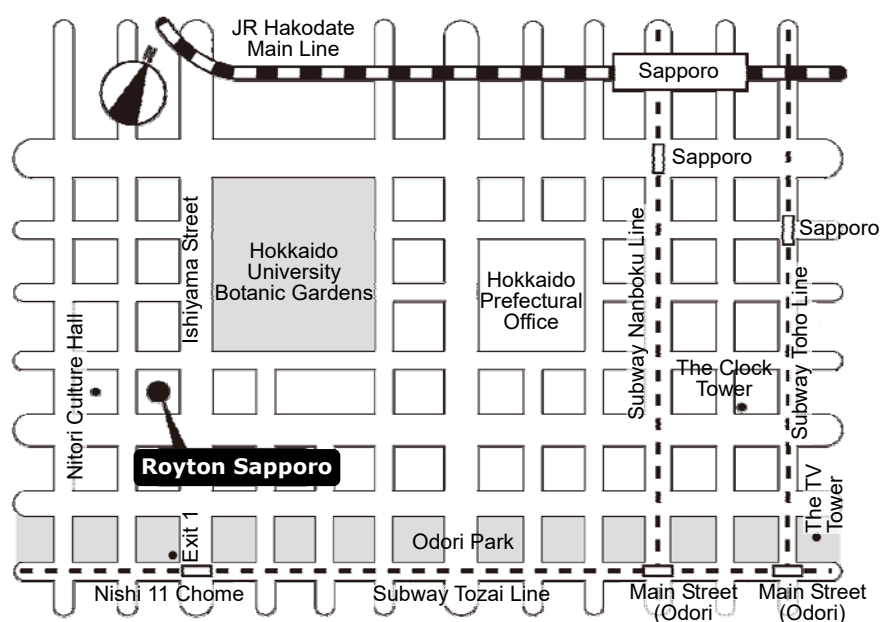 JR Hakodate
Main Line
N
Sapporo
Sapporo
Sapporo
Ishiyama Street
Hokkaido
University
Botanic Gardens
Hokkaido
Prefectural
Office
Subway Nanboku Line
Subway Toho Line
Nitori Culture Hall
The Clock
Tower
Royton Sapporo
Exit 1
Odori Park
The TV
Tower
Nishi 11 Chome
Subway Tozai Line
Main Street
(Odori
Main Street
(Odori)